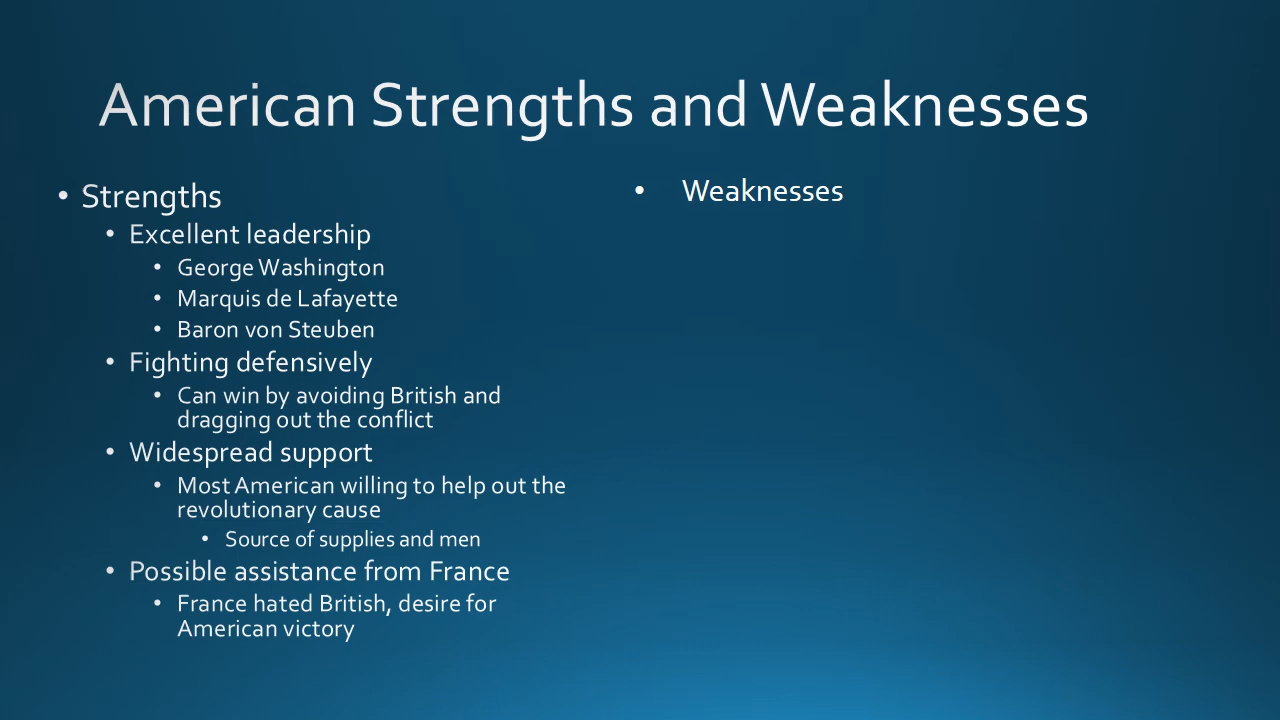 American Strengths and Weaknesses
• Strengths
• Excellent leadership
• George Washington
• Marquis de Lafayette
• Baron von Steuben
• Fighting defensively
• Can win by avoiding British and
dragging out the conflict
• Widespread support
• Most American willing to help out the
revolutionary cause
• Source of supplies and men
• Possible assistance from France
• France hated British, desire for
American victory
• Weaknesses